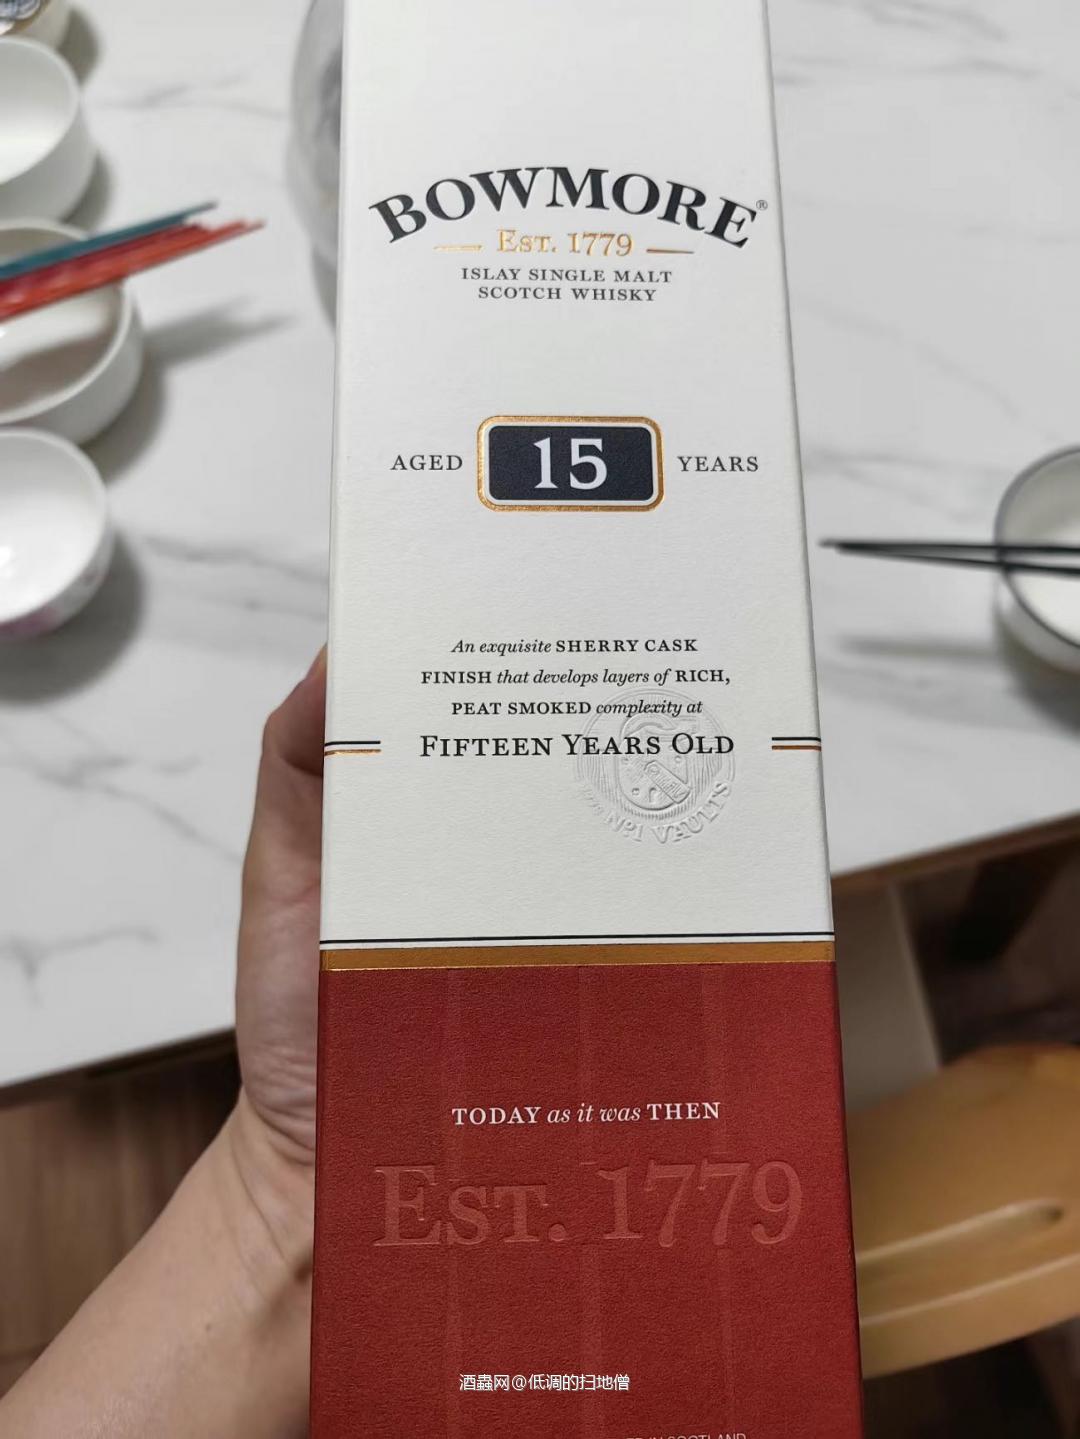 BOWMORE®
EST. 1779
ISLAY SINGLE MALT
SCOTCH WHISKY
AGED 15 YEARS
An exquisite SHERRY CASK
FINISH that develops layers of RICH,
PEAT SMOKED complexity at
FIFTEEN YEARS OLD
Nº1 VAULTS
TODAY as it was THEN
EST. 1779
酒蟲网@低调的扫地僧